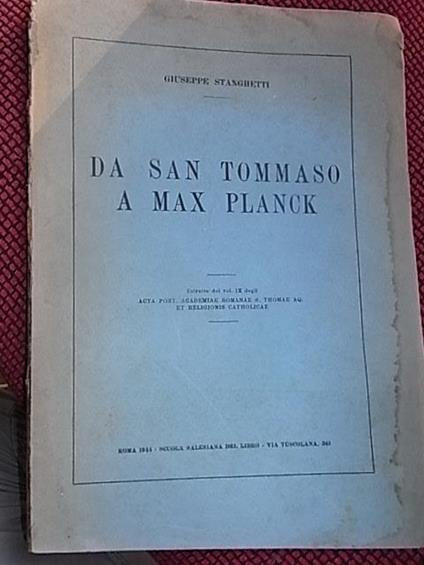 GIUSEPPE STANGHETTI
DA SAN TOMMASO
A MAX PLANCK
Estratto dal vol. IX degli
ACTA PONT. ACADEMIAE ROMANAE S. THOMAE AQ.
ET RELIGIONIS CATHOLICAE
ROMA 1944 - SCUOLA SALESIANA DEL LIBRO - VIA TUSCOLANA, 361